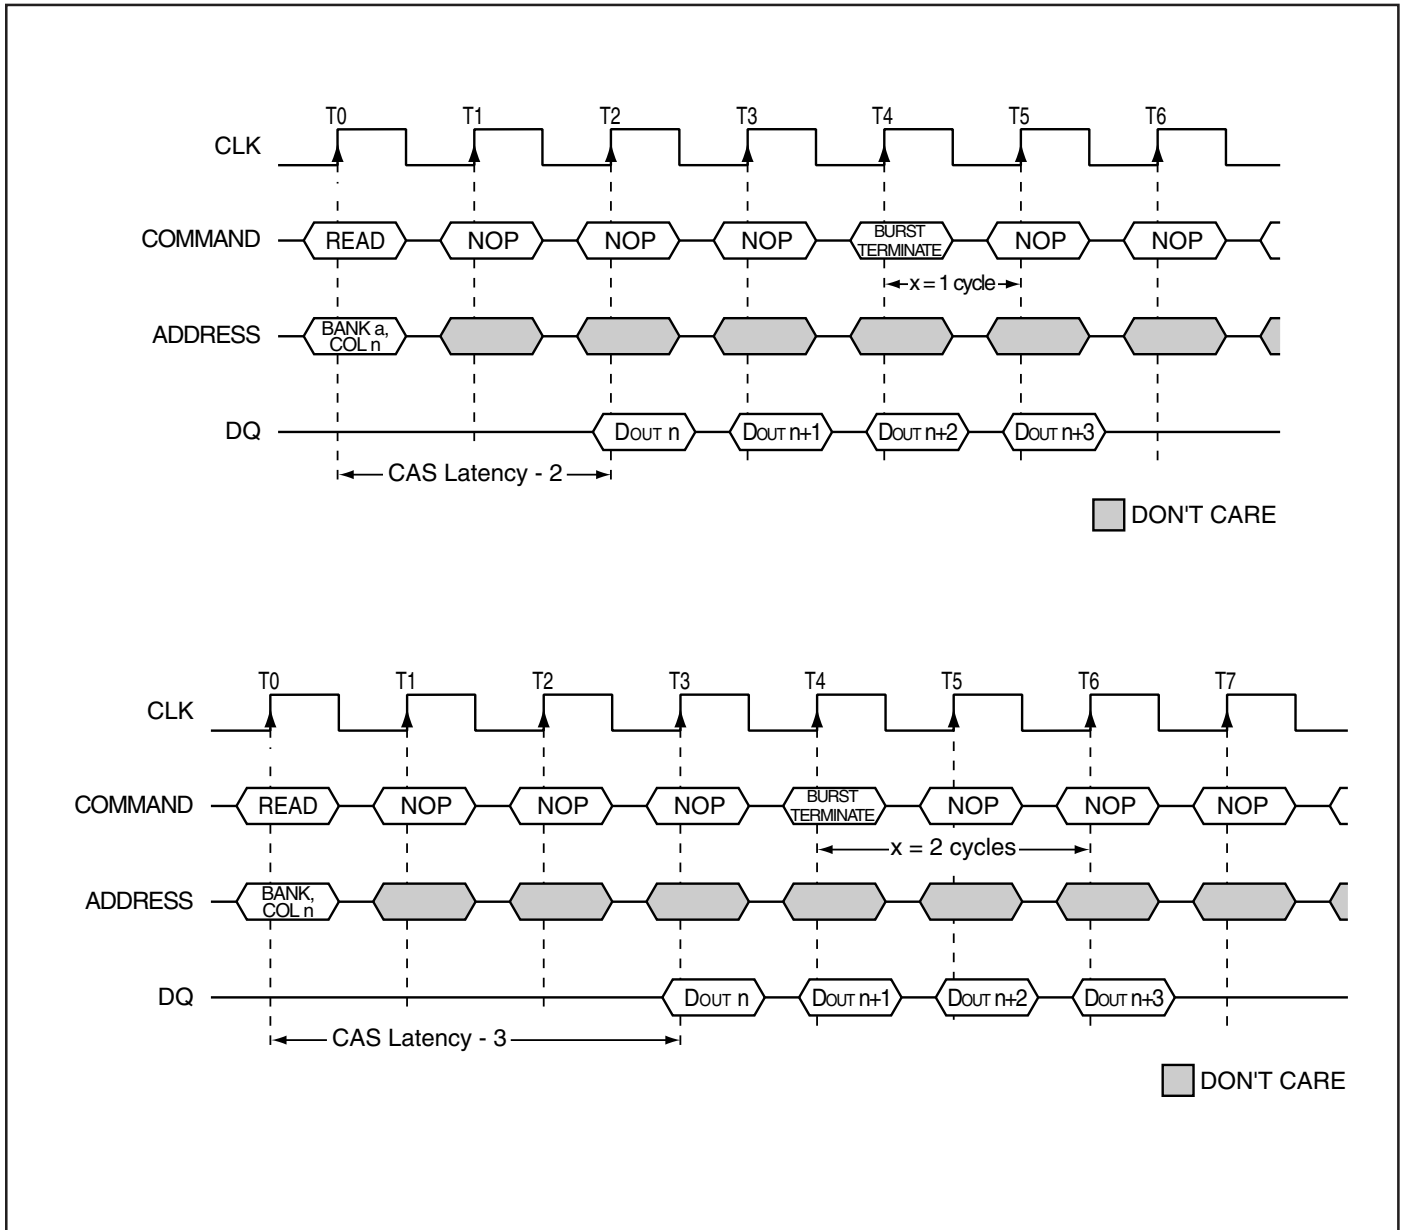 T0 T1 T2 T3 T4 T5 T6
CLK
COMMAND READ NOP NOP NOP BURST TERMINATE NOP NOP
x = 1 cycle
ADDRESS BANK a, COL n
DQ DOUT n DOUT n+1 DOUT n+2 DOUT n+3
CAS Latency - 2
DON'T CARE
T0 T1 T2 T3 T4 T5 T6 T7
CLK
COMMAND READ NOP NOP NOP BURST TERMINATE NOP NOP NOP
x = 2 cycles
ADDRESS BANK, COL n
DQ DOUT n DOUT n+1 DOUT n+2 DOUT n+3
CAS Latency - 3
DON'T CARE